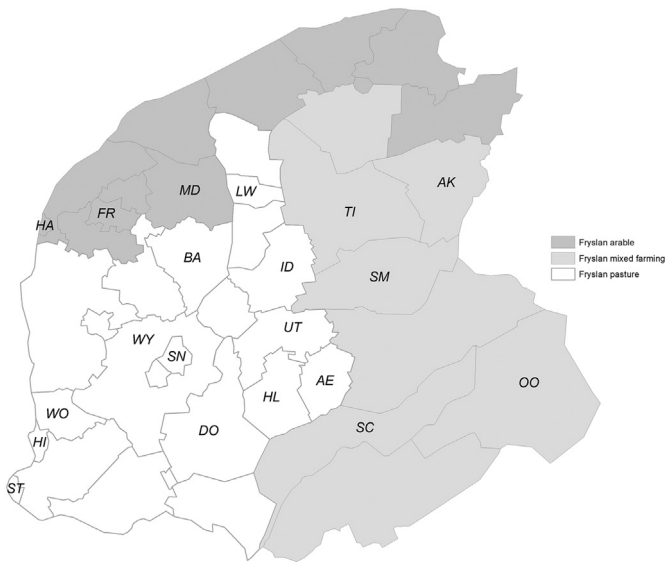 AK
MD
LW
FR
TI
HA
BA
ID
SM
Fryslan arable
Fryslan mixed farming
Fryslan pasture
UT
WY
SN
AE
OO
HL
WO
SC
DO
HI
ST